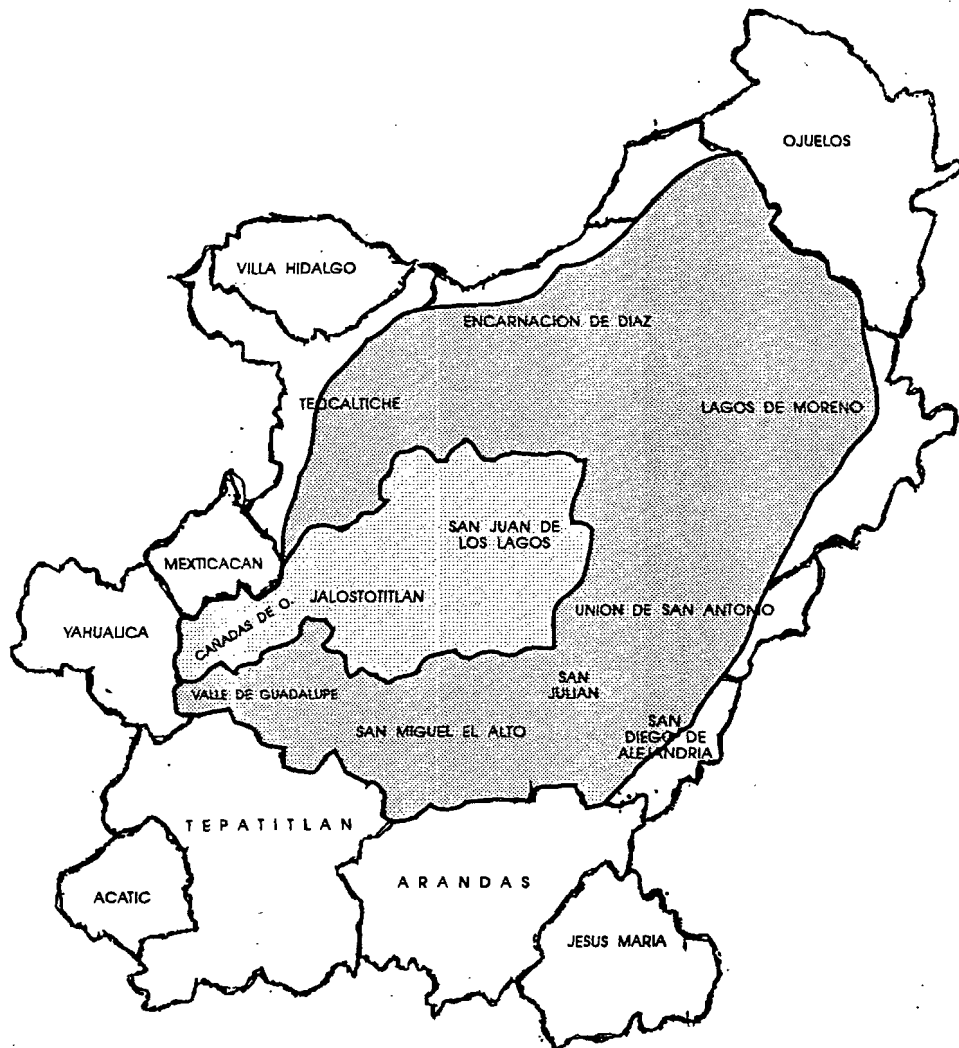 OJUELOS
VILLA HIDALGO
ENCARNACION DE DIAZ
TEOCALTICHE
LAGOS DE MORENO
SAN JUAN DE
LOS LAGOS
MEXTICACAN
JALOSTOTITLAN
CAÑADAS DE O.
UNION DE SAN ANTONIO
YAHUALICA
VALLE DE GUADALUPE
SAN
JULIAN
SAN MIGUEL EL ALTO
SAN
DIEGO DE
ALEJANDRIA
TEPATITLAN
ARANDAS
ACATIC
JESUS MARIA